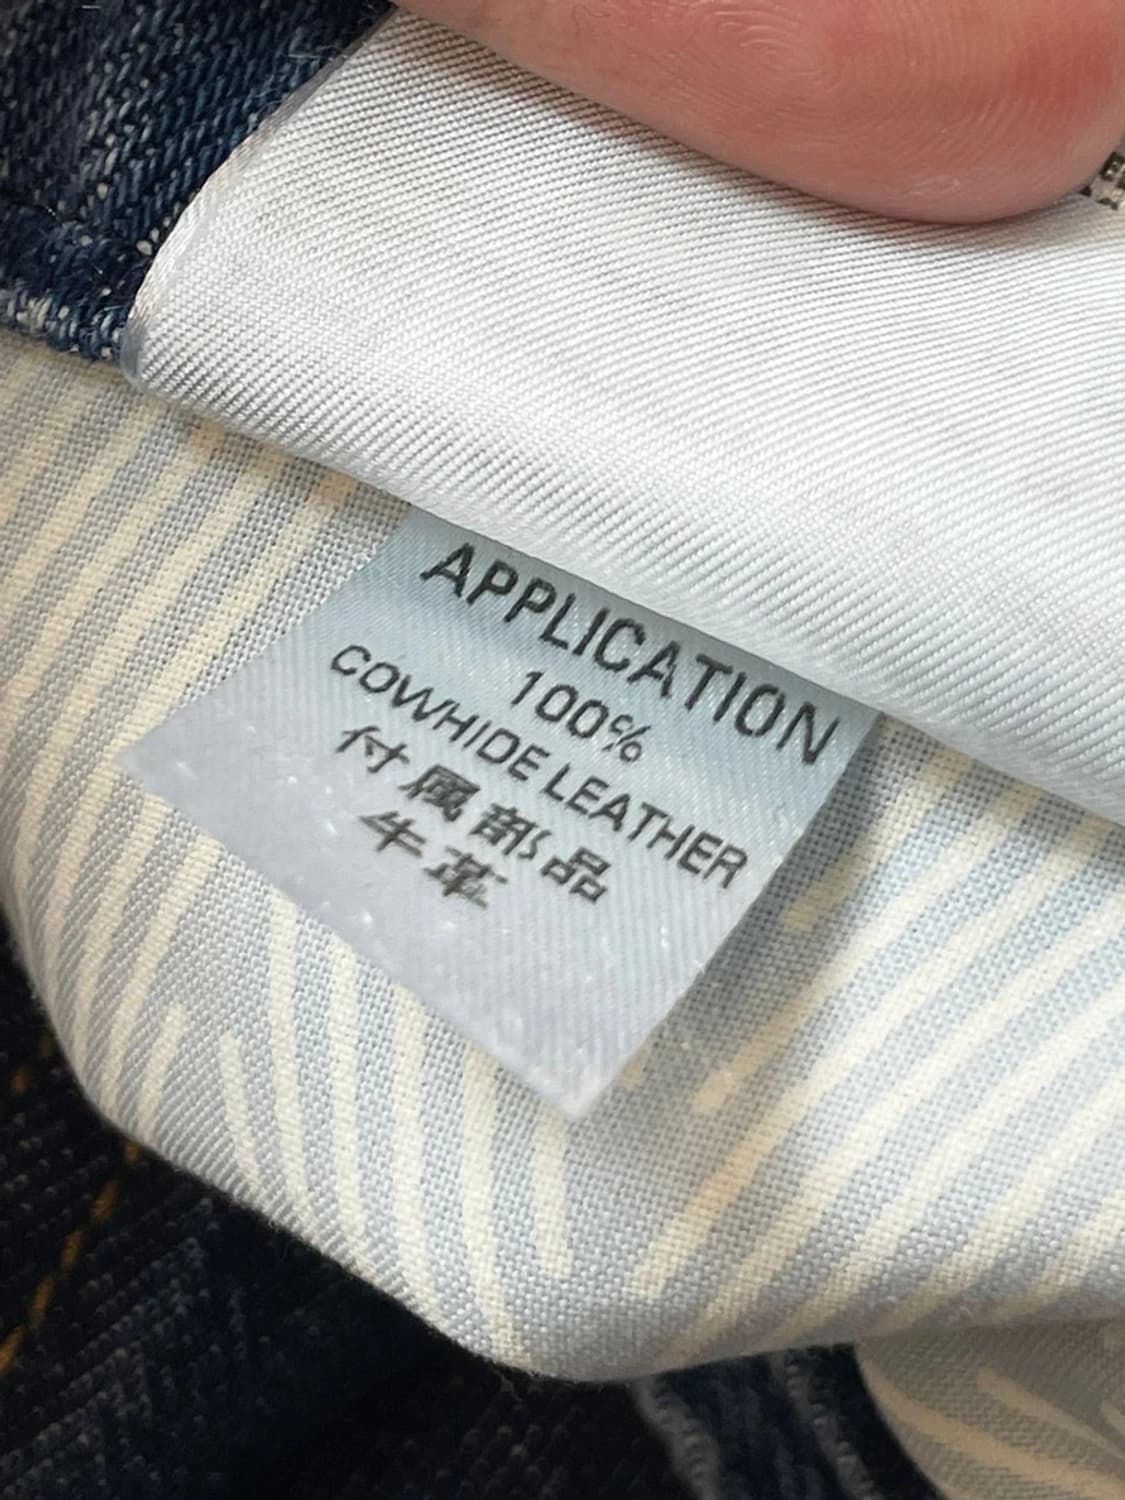 APPLICATION
100%
COWHIDE LEATHER
付属部品
牛革